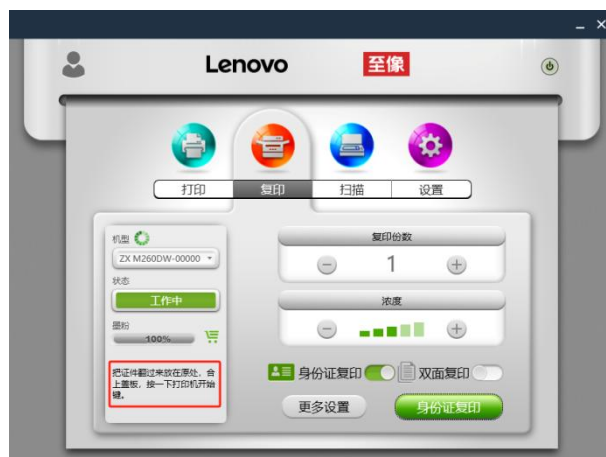 Lenovo 至像
打印 复印 扫描 设置
机型
ZX M260DW-00000
状态
工作中
墨粉
100%
把证件翻过来放在原处，合
上盖板，按一下打印机开始
键。
复印份数
1
浓度
身份证复印 双面复印
更多设置 身份证复印